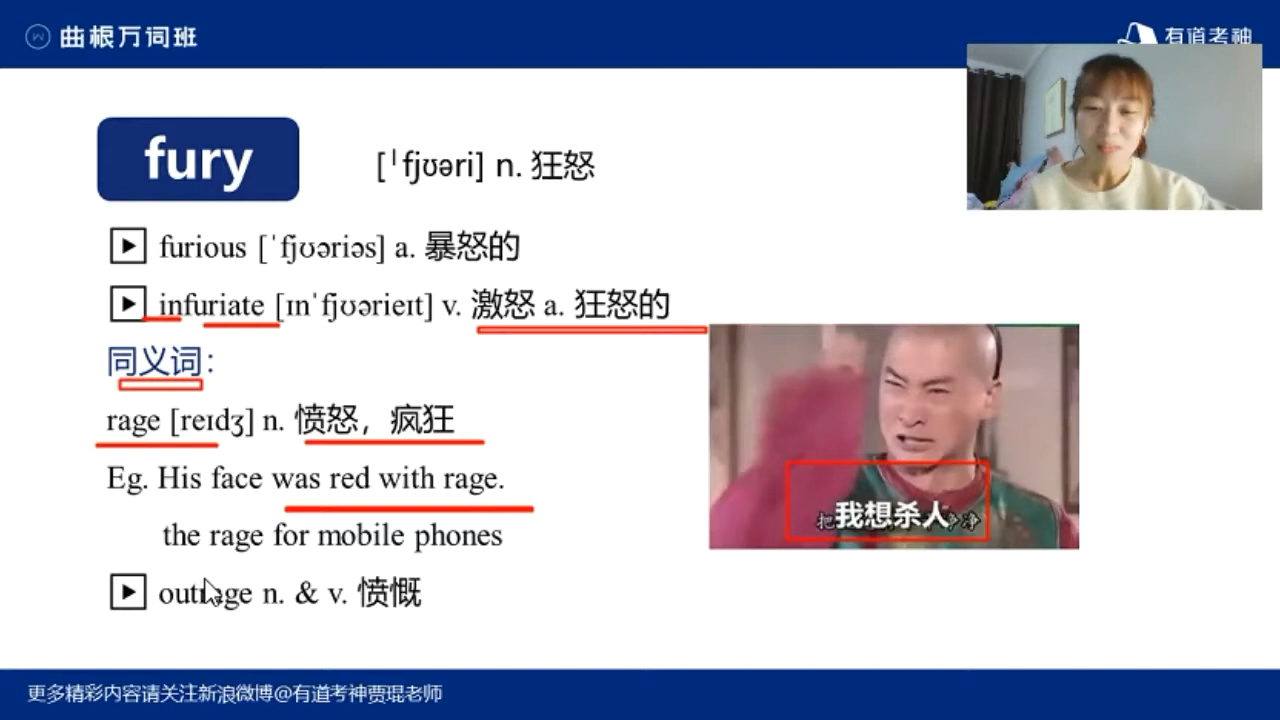 曲根万词班
有道考神
fury
[ˈfjʊəri] n. 狂怒
furious [ˈfjʊəriəs] a. 暴怒的
infuriate [ɪnˈfjʊərieɪt] v. 激怒 a. 狂怒的
同义词：
rage [reɪdʒ] n. 愤怒，疯狂
Eg. His face was red with rage.
我想杀人
the rage for mobile phones
outrage n. & v. 愤慨
更多精彩内容请关注新浪微博@有道考神贾琨老师